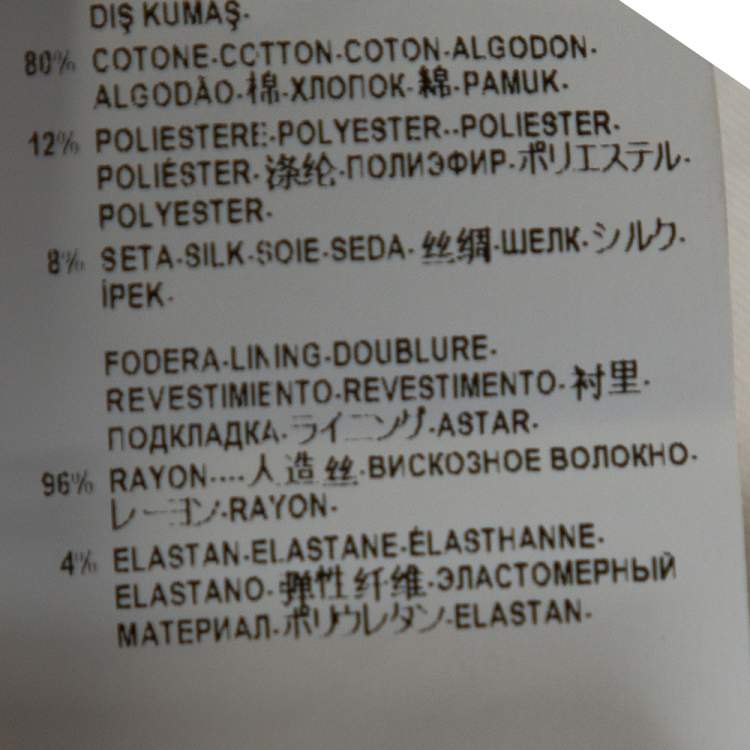 DIŞ KUMAŞ.
80% COTONE-COTTON-COTON-ALGODON.
ALGODÃO-棉-ХЛОПОК-綿-PAMUK.
12% POLIESTERE-POLYESTER--POLIESTER.
POLIÉSTER-涤纶-ПОЛИЭФИР-ポリエステル.
POLYESTER.
8% SETA-SILK-SOIE-SEDA-丝绸-ШЕЛК-シルク.
İPEK.
FODERA-LINING-DOUBLURE.
REVESTIMIENTO-REVESTIMENTO-衬里.
ПОДКЛАДКА-ライニング-ASTAR.
96% RAYON....人造丝-ВИСКОЗНОЕ ВОЛОКНО.
レーヨン-RAYON.
4% ELASTAN-ELASTANE-ÉLASTHANNE.
ELASTANO-弹性纤维-ЭЛАСТОМЕРНЫЙ
МАТЕРИАЛ-ポリウレタン-ELASTAN.